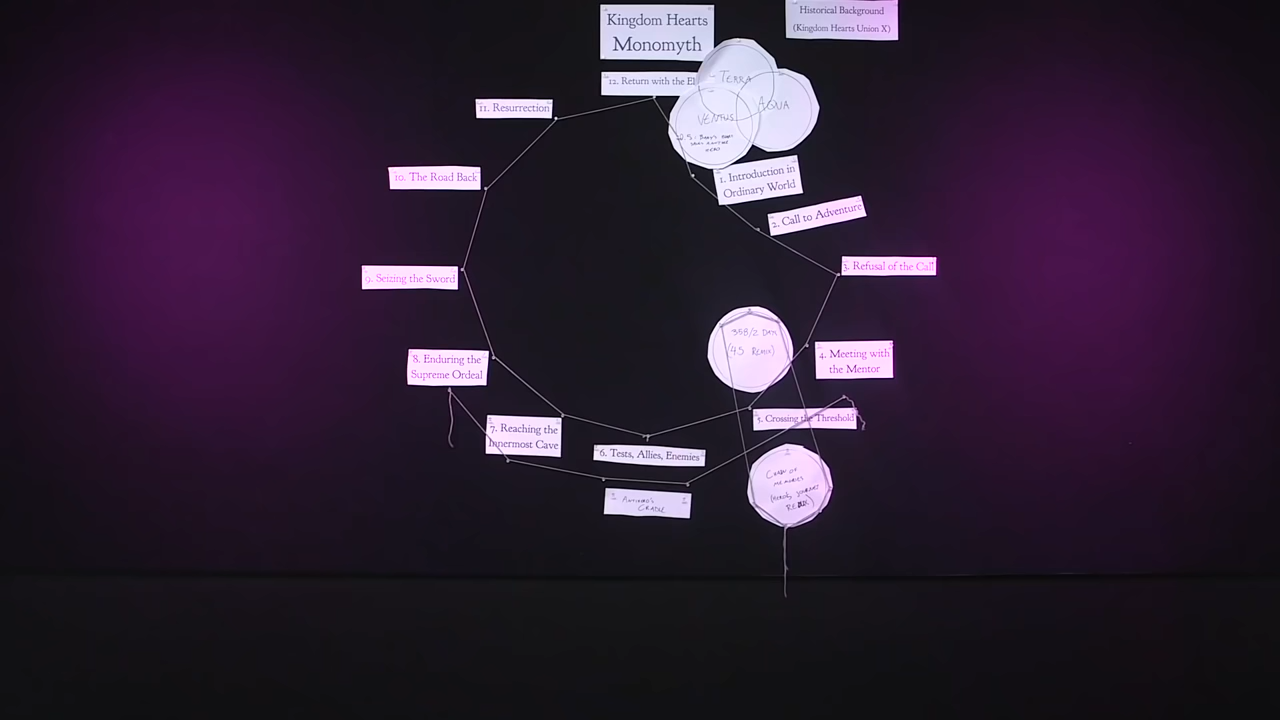 Kingdom Hearts
Monomyth
Historical Background
(Kingdom Hearts Union X)
12. Return with the El
TERRA
AQUA
VENTUS
11. Resurrection
1. Introduction in
Ordinary World
10. The Road Back
2. Call to Adventure
3. Refusal of the Call
9. Seizing the Sword
358/2 DAYS
(4.5 REMIX)
4. Meeting with
the Mentor
8. Enduring the
Supreme Ordeal
5. Crossing the Threshold
7. Reaching the
Innermost Cave
6. Tests, Allies, Enemies
CHAIN OF
MEMORIES
(HERO'S JOURNEY
CRADLE